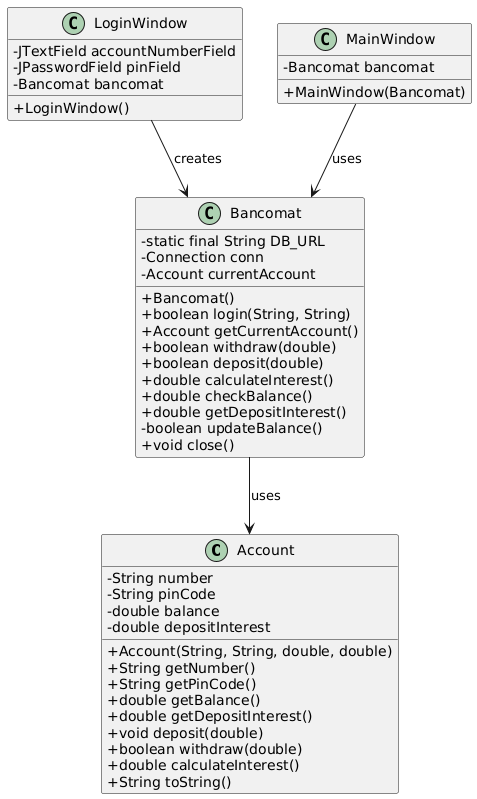 C LoginWindow
-JTextField accountNumberField
-JPasswordField pinField
-Bancomat bancomat
+LoginWindow()
C MainWindow
-Bancomat bancomat
+MainWindow(Bancomat)
creates
uses
C Bancomat
-static final String DB_URL
-Connection conn
-Account currentAccount
+Bancomat()
+boolean login(String, String)
+Account getCurrentAccount()
+boolean withdraw(double)
+boolean deposit(double)
+double calculateInterest()
+double checkBalance()
+double getDepositInterest()
-boolean updateBalance()
+void close()
uses
C Account
-String number
-String pinCode
-double balance
-double depositInterest
+Account(String, String, double, double)
+String getNumber()
+String getPinCode()
+double getBalance()
+double getDepositInterest()
+void deposit(double)
+boolean withdraw(double)
+double calculateInterest()
+String toString()